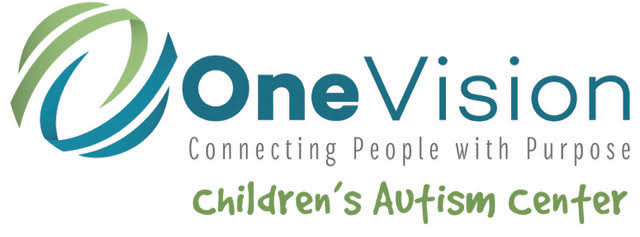 OneVision
Connecting People with Purpose
Children's Autism Center